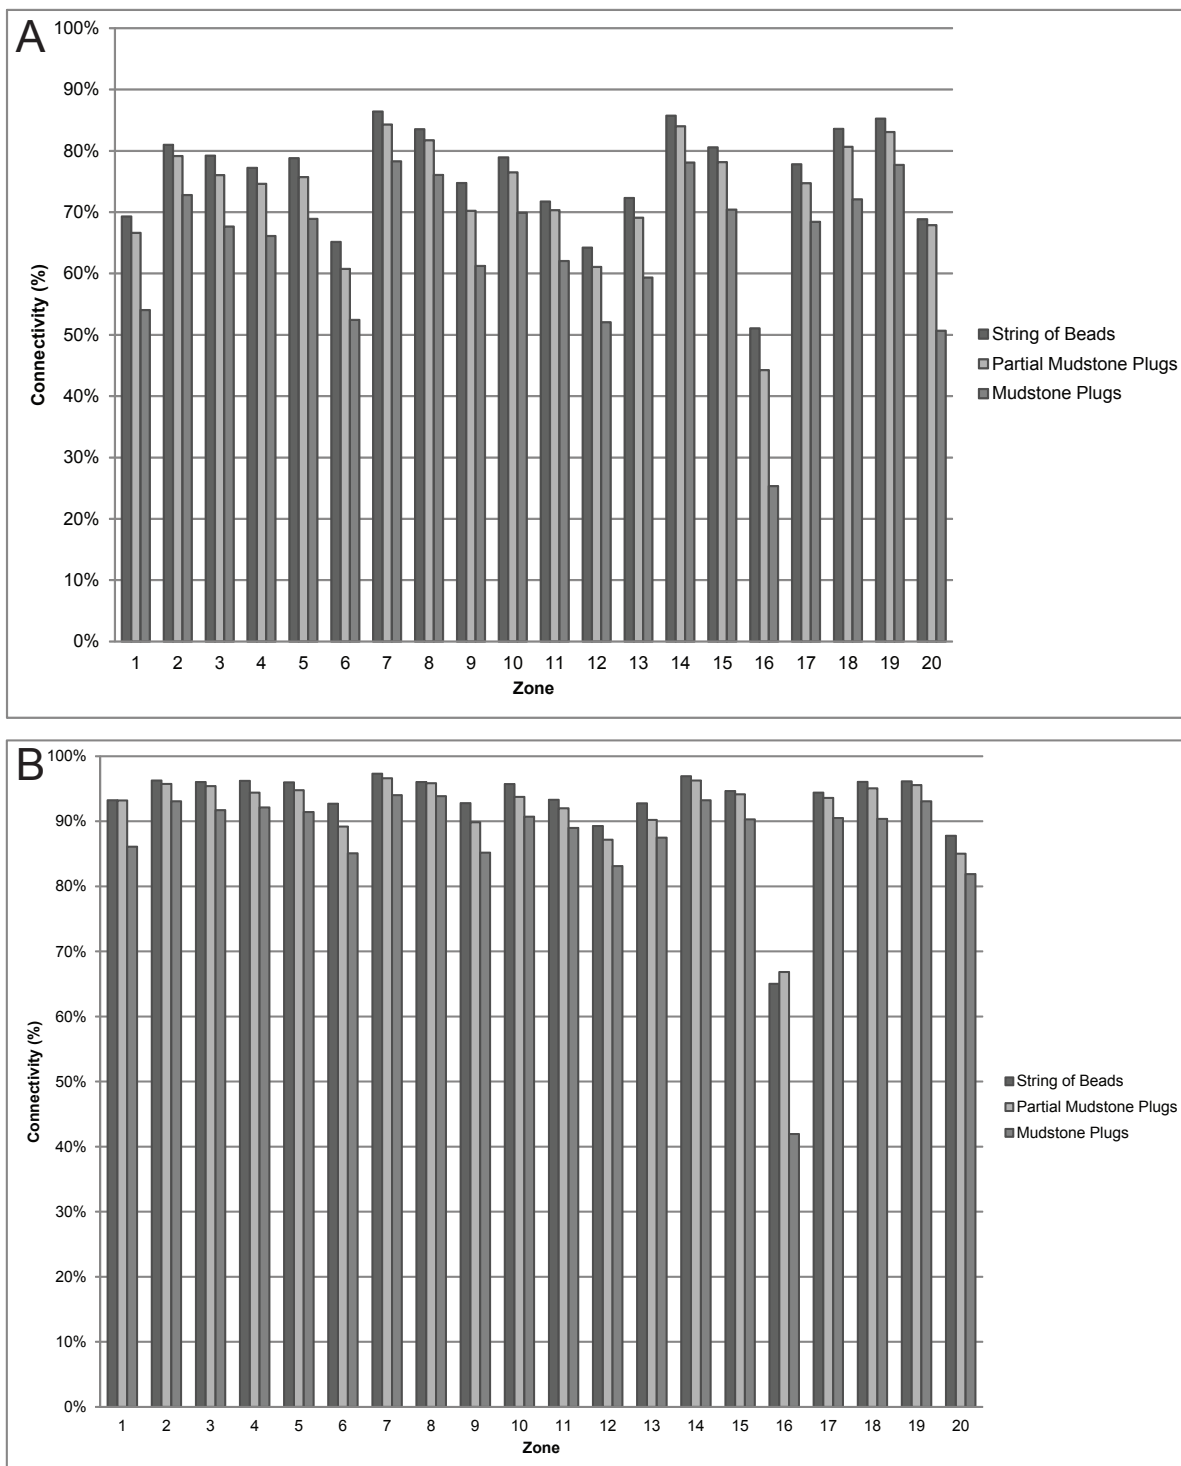 A
100%
90%
80%
70%
60%
50%
40%
30%
20%
10%
0%
Connectivity (%)
1 2 3 4 5 6 7 8 9 10 11 12 13 14 15 16 17 18 19 20
Zone
String of Beads
Partial Mudstone Plugs
Mudstone Plugs
B
100%
90%
80%
70%
60%
50%
40%
30%
20%
10%
0%
Connectivity (%)
1 2 3 4 5 6 7 8 9 10 11 12 13 14 15 16 17 18 19 20
Zone
String of Beads
Partial Mudstone Plugs
Mudstone Plugs